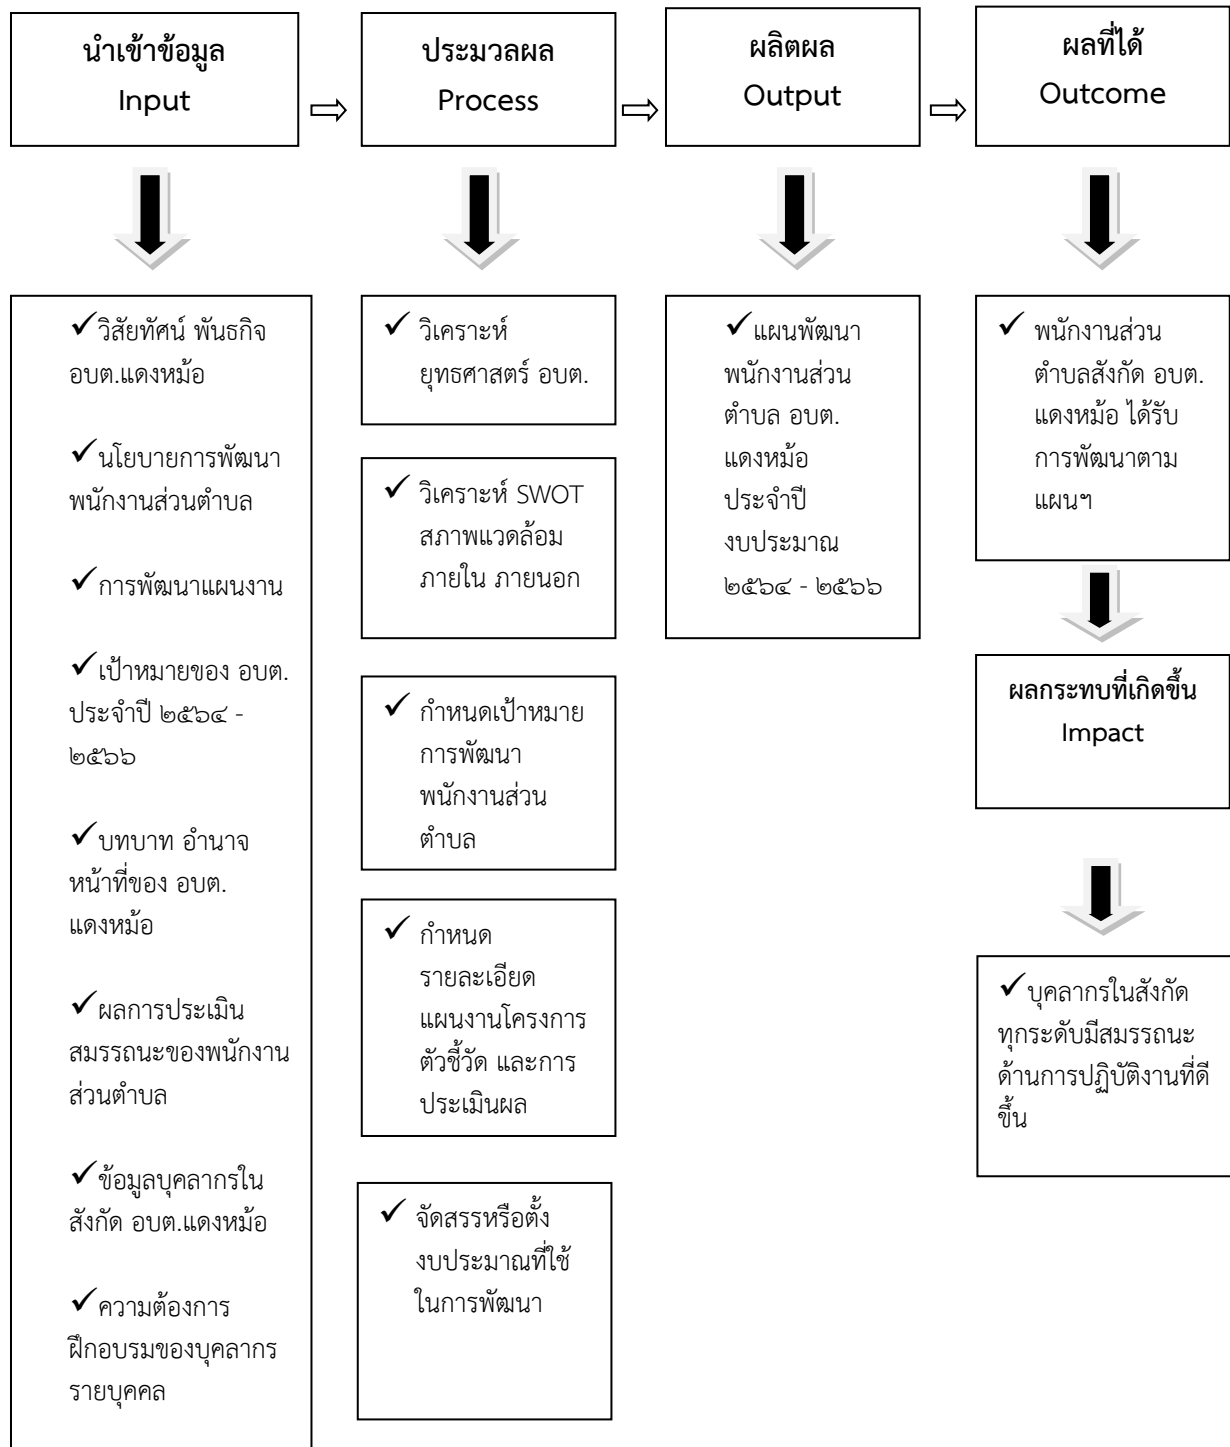 นำเข้าข้อมูล
Input
ประมวลผล
Process
ผลิตผล
Output
ผลที่ได้
Outcome
✓วิสัยทัศน์ พันธกิจ
อบต.แดงหม้อ
✓นโยบายการพัฒนา
พนักงานส่วนตำบล
✓การพัฒนาแผนงาน
✓เป้าหมายของ อบต.
ประจำปี ๒๕๖๔ -
๒๕๖๖
✓บทบาท อำนาจ
หน้าที่ของ อบต.
แดงหม้อ
✓ผลการประเมิน
สมรรถนะของพนักงาน
ส่วนตำบล
✓ข้อมูลบุคลากรใน
สังกัด อบต.แดงหม้อ
✓ความต้องการ
ฝึกอบรมของบุคลากร
รายบุคคล
✓ วิเคราะห์
ยุทธศาสตร์ อบต.
✓ วิเคราะห์ SWOT
สภาพแวดล้อม
ภายใน ภายนอก
✓ กำหนดเป้าหมาย
การพัฒนา
พนักงานส่วน
ตำบล
✓ กำหนด
รายละเอียด
แผนงานโครงการ
ตัวชี้วัด และการ
ประเมินผล
✓ จัดสรรหรือตั้ง
งบประมาณที่ใช้
ในการพัฒนา
✓แผนพัฒนา
พนักงานส่วน
ตำบล อบต.
แดงหม้อ
ประจำปี
งบประมาณ
๒๕๖๔ - ๒๕๖๖
✓ พนักงานส่วน
ตำบลสังกัด อบต.
แดงหม้อ ได้รับ
การพัฒนาตาม
แผนฯ
ผลกระทบที่เกิดขึ้น
Impact
✓บุคลากรในสังกัด
ทุกระดับมีสมรรถนะ
ด้านการปฏิบัติงานที่ดี
ขึ้น